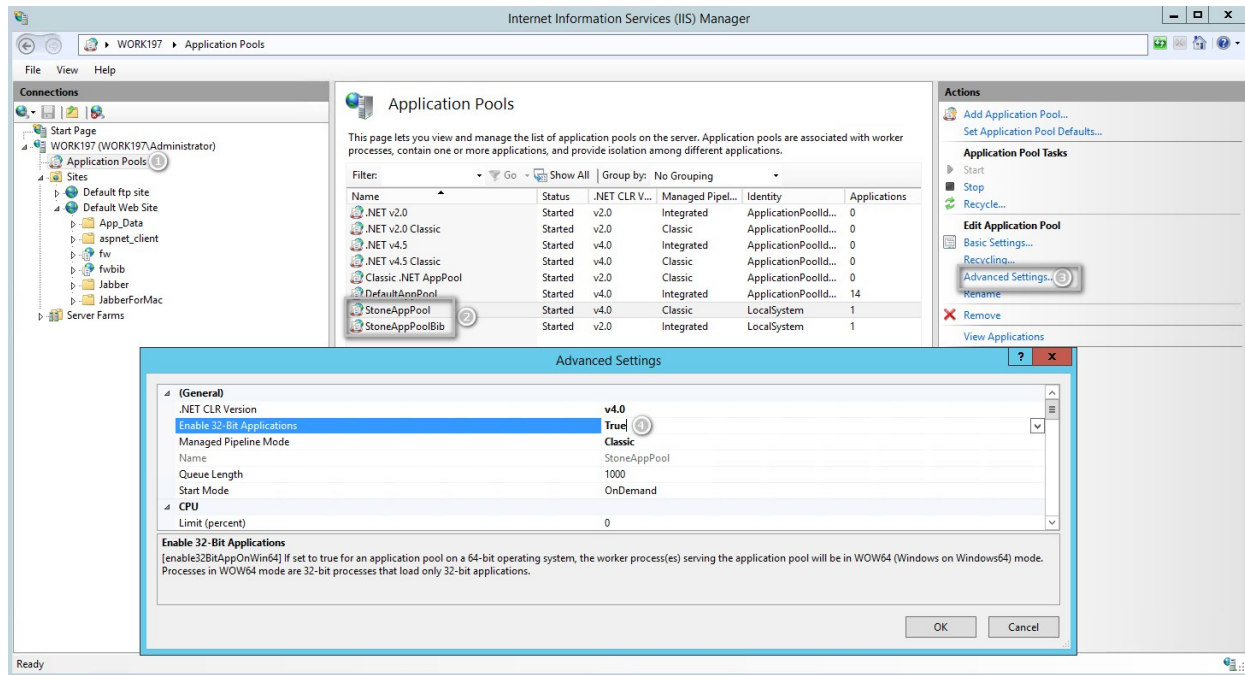 Internet Information Services (IIS) Manager
WORK197 Application Pools
File View Help
Connections
Start Page
WORK197 (WORK197\Administrator)
Application Pools 1
Sites
Default ftp site
Default Web Site
App_Data
aspnet_client
fw
fwbib
Jabber
JabberForMac
Server Farms
Application Pools
This page lets you view and manage the list of application pools on the server. Application pools are associated with worker
processes, contain one or more applications, and provide isolation among different applications.
Filter: Go Show All Group by: No Grouping
Name Status .NET CLR V... Managed Pipel... Identity Applications
.NET v2.0 Started v2.0 Integrated ApplicationPoolId... 0
.NET v2.0 Classic Started v2.0 Classic ApplicationPoolId... 0
.NET v4.5 Started v4.0 Integrated ApplicationPoolId... 0
.NET v4.5 Classic Started v4.0 Classic ApplicationPoolId... 0
Classic .NET AppPool Started v2.0 Classic ApplicationPoolId... 0
DefaultAppPool Started v4.0 Integrated ApplicationPoolId... 14
StoneAppPool 2 Started v4.0 Classic LocalSystem 1
StoneAppPoolBib Started v2.0 Integrated LocalSystem 1
Actions
Add Application Pool...
Set Application Pool Defaults...
Application Pool Tasks
Start
Stop
Recycle...
Edit Application Pool
Basic Settings...
Recycling...
Advanced Settings... 3
Rename
Remove
View Applications
Advanced Settings ? x
(General)
.NET CLR Version v4.0
Enable 32-Bit Applications True 4
Managed Pipeline Mode Classic
Name StoneAppPool
Queue Length 1000
Start Mode OnDemand
CPU
Limit (percent) 0
Enable 32-Bit Applications
[enable32BitAppOnWin64] If set to true for an application pool on a 64-bit operating system, the worker process(es) serving the application pool will be in WOW64 (Windows on Windows64) mode.
Processes in WOW64 mode are 32-bit processes that load only 32-bit applications.
OK Cancel
Ready